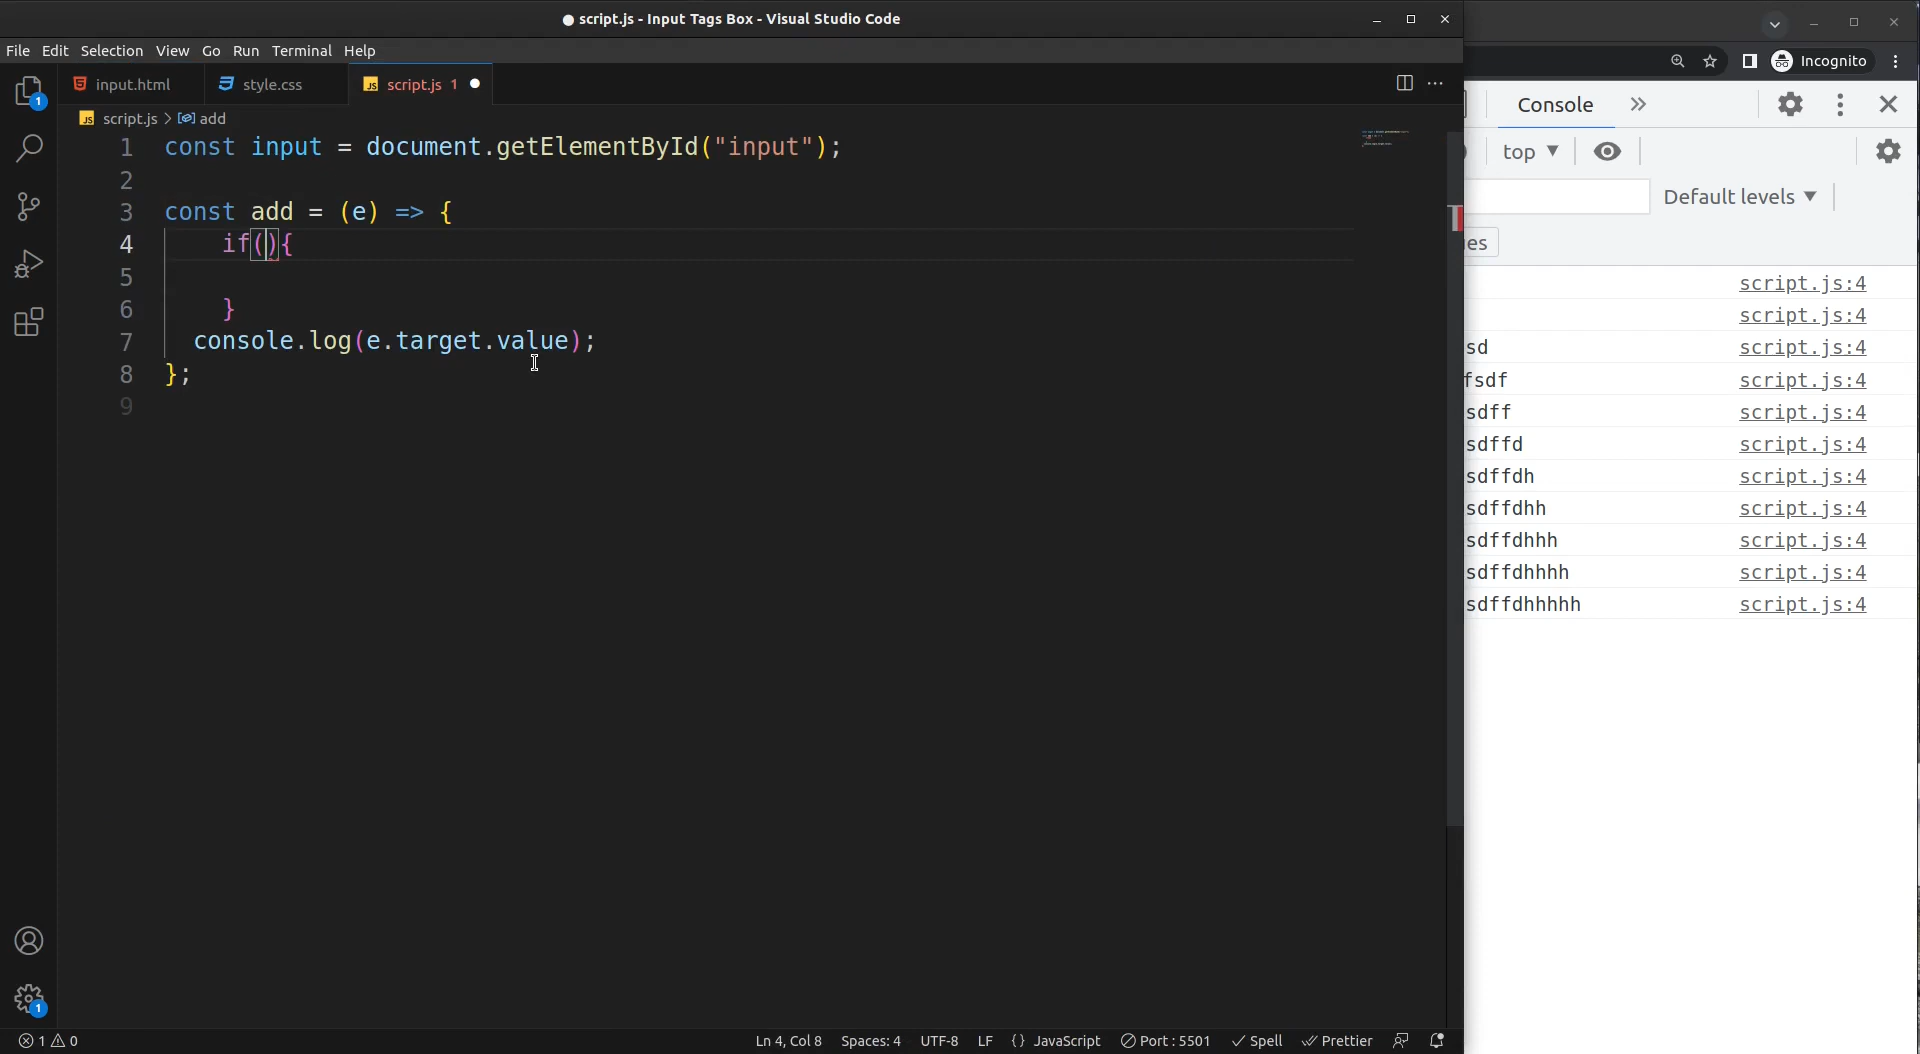 script.js - Input Tags Box - Visual Studio Code
File Edit Selection View Go Run Terminal Help
input.html style.css script.js 1
script.js > add
1 const input = document.getElementById("input");
2
3 const add = (e) => {
4 if(){
5
6 }
7 console.log(e.target.value);
8 };
9
1
1
1 0
Ln 4, Col 8 Spaces: 4 UTF-8 LF {} JavaScript Port : 5501 Spell Prettier
Incognito
Console
top
Default levels
es
script.js:4
script.js:4
sd script.js:4
fsdf script.js:4
sdff script.js:4
sdffd script.js:4
sdffdh script.js:4
sdffdhh script.js:4
sdffdhhh script.js:4
sdffdhhhh script.js:4
sdffdhhhhh script.js:4